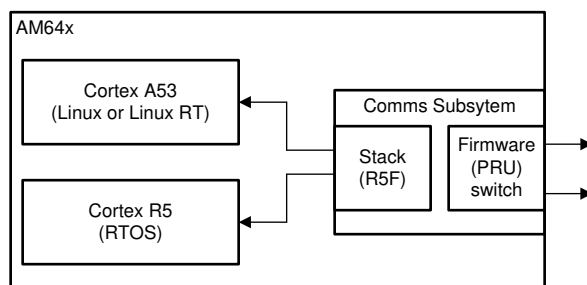 AM64x
Cortex A53
(Linux or Linux RT)
Cortex R5
(RTOS)
Comms Subsytem
Stack
(R5F)
Firmware
(PRU)
switch